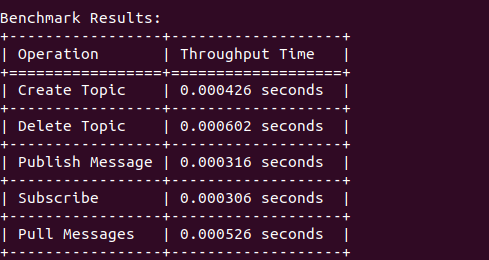 Benchmark Results:
+-----------------+-------------------+
| Operation       | Throughput Time   |
+=================+===================+
| Create Topic    | 0.000426 seconds  |
+-----------------+-------------------+
| Delete Topic    | 0.000602 seconds  |
+-----------------+-------------------+
| Publish Message | 0.000316 seconds  |
+-----------------+-------------------+
| Subscribe       | 0.000306 seconds  |
+-----------------+-------------------+
| Pull Messages   | 0.000526 seconds  |
+-----------------+-------------------+